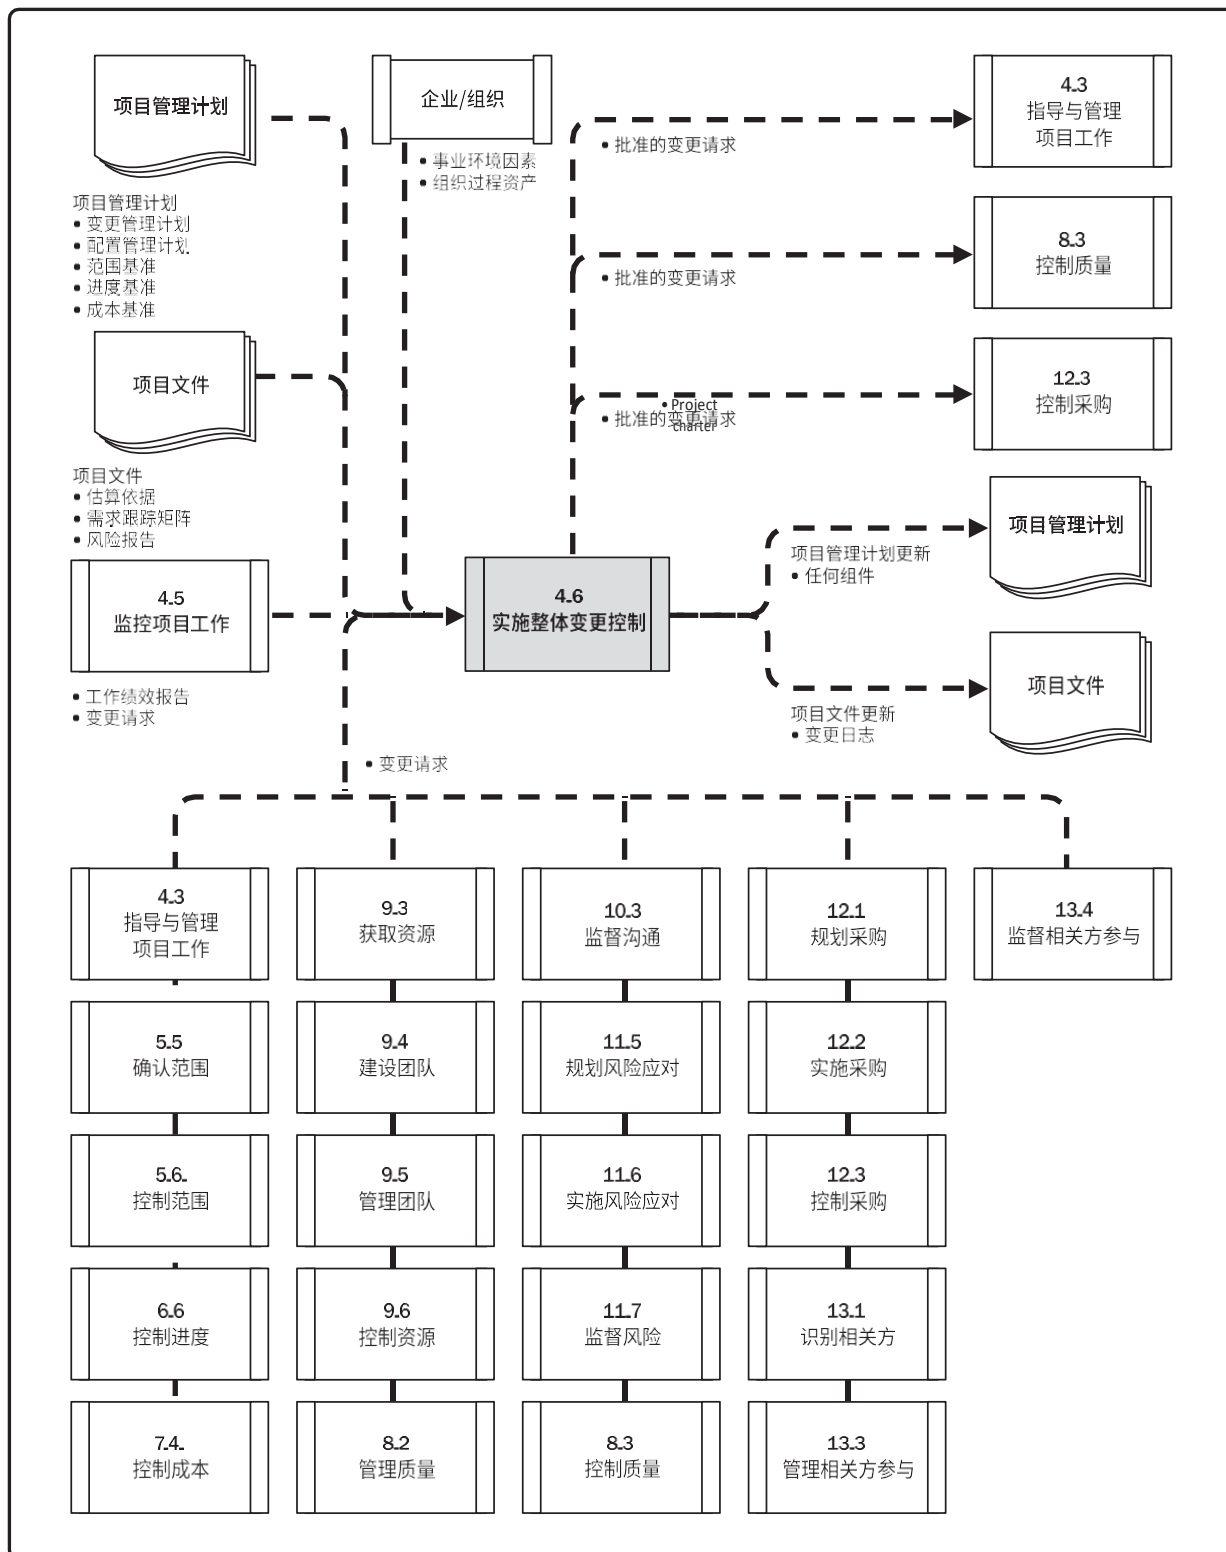 项目管理计划
项目管理计划
• 变更管理计划
• 配置管理计划
• 范围基准
• 进度基准
• 成本基准
企业/组织
• 事业环境因素
• 组织过程资产
• 批准的变更请求
4.3
指导与管理
项目工作
• 批准的变更请求
8.3
控制质量
• Project
charter
• 批准的变更请求
12.3
控制采购
项目文件
项目文件
• 估算依据
• 需求跟踪矩阵
• 风险报告
4.5
监控项目工作
• 工作绩效报告
• 变更请求
4.6
实施整体变更控制
项目管理计划更新
• 任何组件
项目管理计划
项目文件更新
• 变更日志
项目文件
• 变更请求
4.3
指导与管理
项目工作
9.3
获取资源
10.3
监督沟通
12.1
规划采购
13.4
监督相关方参与
5.5
确认范围
9.4
建设团队
11.5
规划风险应对
12.2
实施采购
5.6.
控制范围
9.5
管理团队
11.6
实施风险应对
12.3
控制采购
6.6
控制进度
9.6
控制资源
11.7
监督风险
13.1
识别相关方
7.4.
控制成本
8.2
管理质量
8.3
控制质量
13.3
管理相关方参与